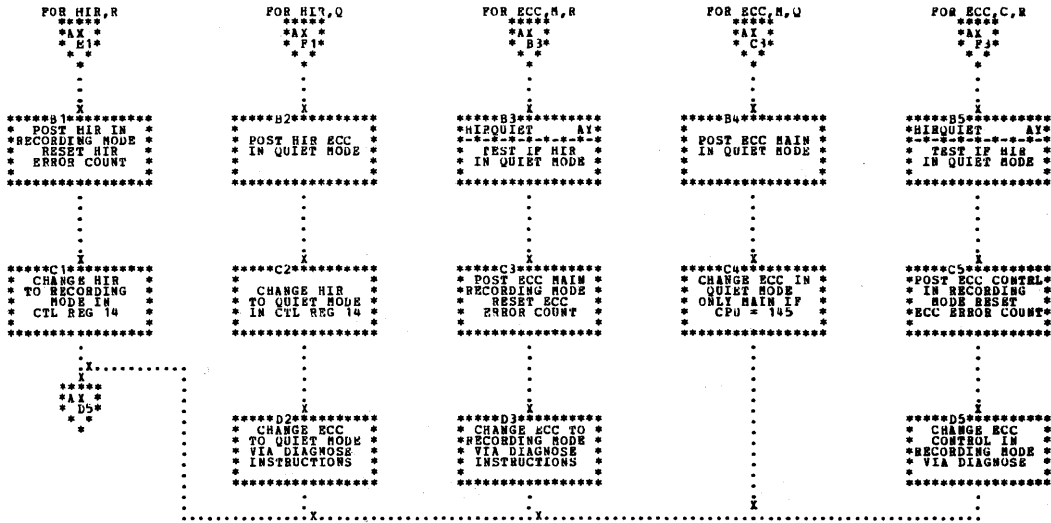 FOR HIR,R
AX
E1
FOR HIR,Q
AX
F1
FOR ECC,M,R
AX
B3
FOR ECC,M,Q
AX
C3
FOR ECC,C,R
AX
F3
B1
POST HIR IN
RECORDING MODE
RESET HIR
ERROR COUNT
B2
POST HIR ECC
IN QUIET MODE
B3
HIRQUIET AY
TEST IF HIR
IN QUIET MODE
B4
POST ECC MAIN
IN QUIET MODE
B5
HIRQUIET AY
TEST IF HIR
IN QUIET MODE
C1
CHANGE HIR
TO RECORDING
MODE IN
CTL REG 14
C2
CHANGE HIR
TO QUIET MODE
IN CTL REG 14
C3
POST ECC MAIN
RECORDING MODE
RESET ECC
ERROR COUNT
C4
CHANGE ECC IN
QUIET MODE
ONLY MAIN IF
CPU = 145
C5
POST ECC CONTRL
IN RECORDING
MODE RESET
ECC ERROR COUNT
AX
D5
D2
CHANGE ECC
TO QUIET MODE
VIA DIAGNOSE
INSTRUCTIONS
D3
CHANGE ECC TO
RECORDING MODE
VIA DIAGNOSE
INSTRUCTIONS
D5
CHANGE ECC
CONTROL IN
RECORDING MODE
VIA DIAGNOSE